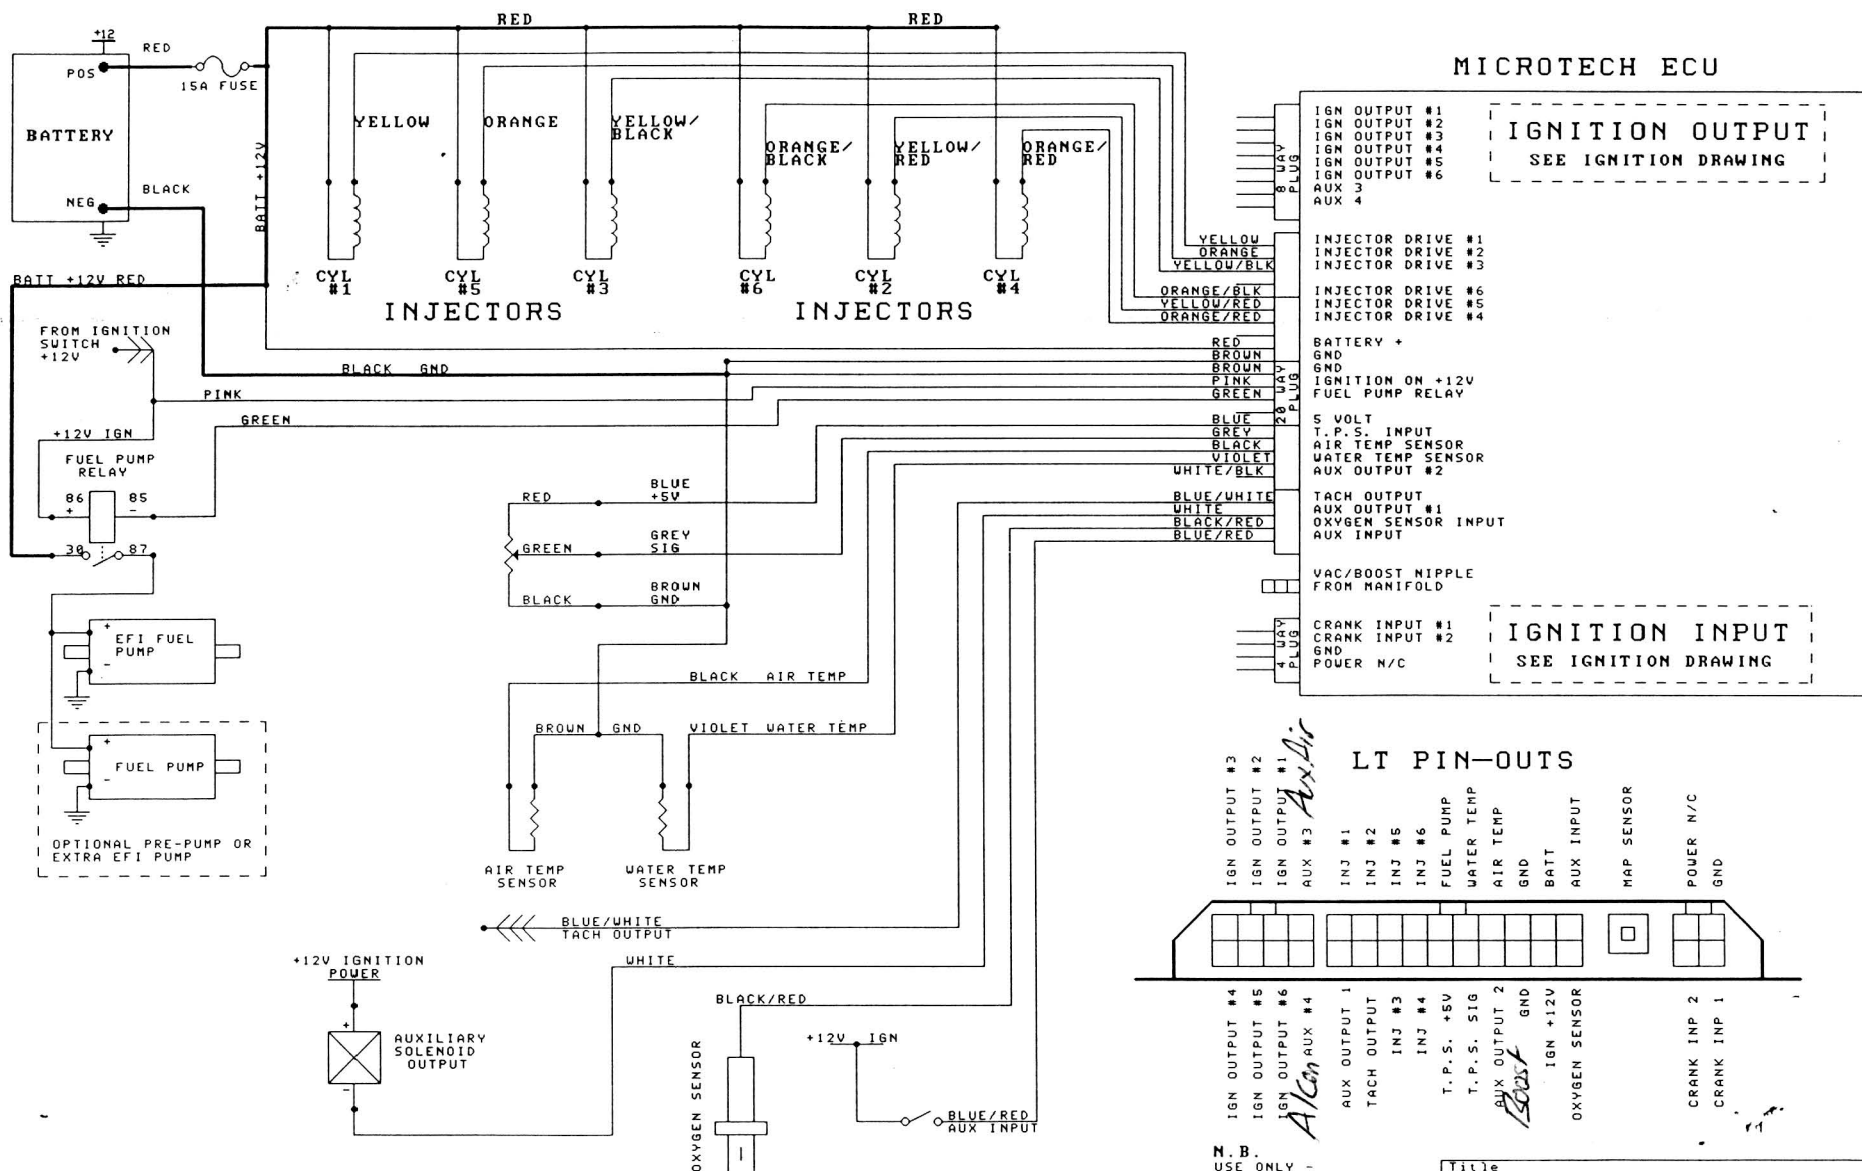 RED
RED
+12
RED
POS
15A FUSE
BATTERY
BATT +12V
NEG
BLACK
YELLOW
ORANGE
YELLOW/
BLACK
ORANGE/
BLACK
YELLOW/
RED
ORANGE/
RED
CYL
#1
CYL
#5
CYL
#3
CYL
#6
CYL
#2
CYL
#4
INJECTORS
INJECTORS
BATT +12V RED
FROM IGNITION
SWITCH
+12V
BLACK GND
PINK
GREEN
+12V IGN
FUEL PUMP
RELAY
86
+
85
-
30
87
+
EFI FUEL
PUMP
-
+
FUEL PUMP
-
OPTIONAL PRE-PUMP OR
EXTRA EFI PUMP
RED
BLUE
+5V
GREEN
GREY
SIG
BLACK
BROWN
GND
BLACK AIR TEMP
BROWN GND
VIOLET WATER TEMP
AIR TEMP
SENSOR
WATER TEMP
SENSOR
BLUE/WHITE
TACH OUTPUT
WHITE
+12V IGNITION
POWER
+
AUXILIARY
SOLENOID
OUTPUT
-
BLACK/RED
OXYGEN SENSOR
+12V IGN
BLUE/RED
AUX INPUT
MICROTECH ECU
8 WAY
PLUG
IGN OUTPUT #1
IGN OUTPUT #2
IGN OUTPUT #3
IGN OUTPUT #4
IGN OUTPUT #5
IGN OUTPUT #6
AUX 3
AUX 4
IGNITION OUTPUT
SEE IGNITION DRAWING
YELLOW INJECTOR DRIVE #1
ORANGE INJECTOR DRIVE #2
YELLOW/BLK INJECTOR DRIVE #3
ORANGE/BLK INJECTOR DRIVE #6
YELLOW/RED INJECTOR DRIVE #5
ORANGE/RED INJECTOR DRIVE #4
RED BATTERY +
BROWN GND
BROWN GND
PINK IGNITION ON +12V
GREEN FUEL PUMP RELAY
20 WAY
PLUG
BLUE 5 VOLT
GREY T.P.S. INPUT
BLACK AIR TEMP SENSOR
VIOLET WATER TEMP SENSOR
WHITE/BLK AUX OUTPUT #2
BLUE/WHITE TACH OUTPUT
WHITE AUX OUTPUT #1
BLACK/RED OXYGEN SENSOR INPUT
BLUE/RED AUX INPUT
VAC/BOOST NIPPLE
FROM MANIFOLD
4 WAY
PLUG
CRANK INPUT #1
CRANK INPUT #2
GND
POWER N/C
IGNITION INPUT
SEE IGNITION DRAWING
LT PIN-OUTS
IGN OUTPUT #3
IGN OUTPUT #2
IGN OUTPUT #1
AUX #3
Aux Air
INJ #1
INJ #2
INJ #5
INJ #6
FUEL PUMP
WATER TEMP
AIR TEMP
GND
BATT
AUX INPUT
MAP SENSOR
POWER N/C
GND
IGN OUTPUT #4
IGN OUTPUT #5
IGN OUTPUT #6
AUX #4
A/Con
AUX OUTPUT 1
TACH OUTPUT
INJ #3
INJ #4
T.P.S. +5V
T.P.S. SIG
AUX OUTPUT 2
Boost
GND
IGN +12V
OXYGEN SENSOR
CRANK INP 2
CRANK INP 1
N.B.
USE ONLY -
Title